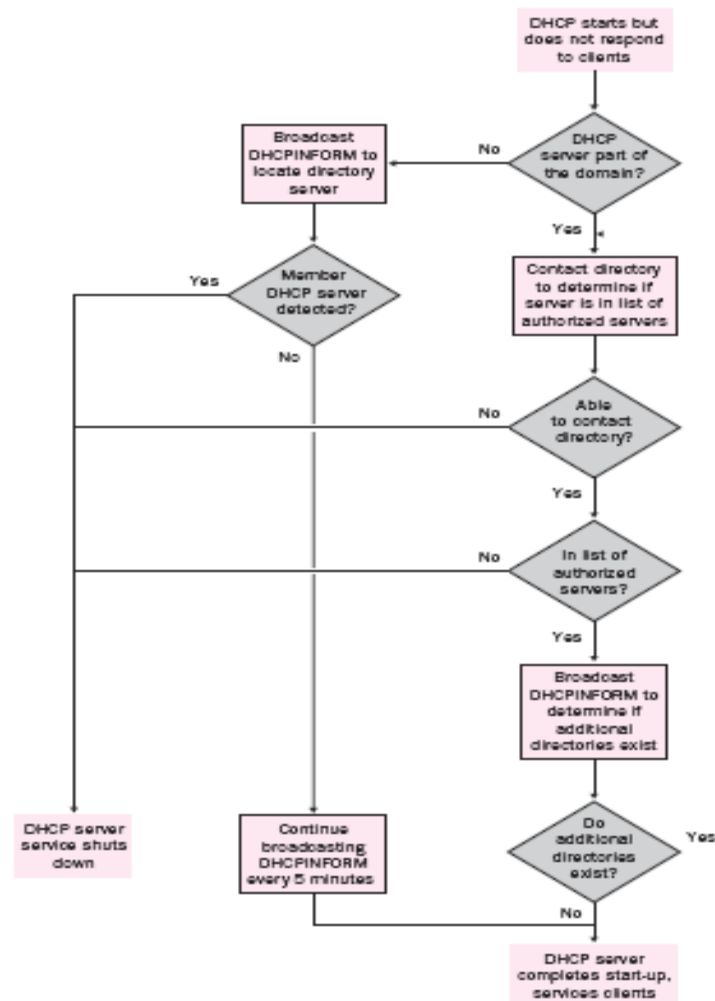 DHCP starts but
does not respond
to clients
DHCP
server part of
the domain?
No
Broadcast
DHCPINFORM to
locate directory
server
Yes
Contact directory
to determine if
server is in list of
authorized servers
Member
DHCP server
detected?
Yes
No
Able
to contact
directory?
No
Yes
In list of
authorized
servers?
No
Yes
Broadcast
DHCPINFORM to
determine if
additional
directories exist
DHCP server
service shuts
down
Continue
broadcasting
DHCPINFORM
every 5 minutes
Do
additional
directories
exist?
Yes
No
DHCP server
completes start-up,
services clients